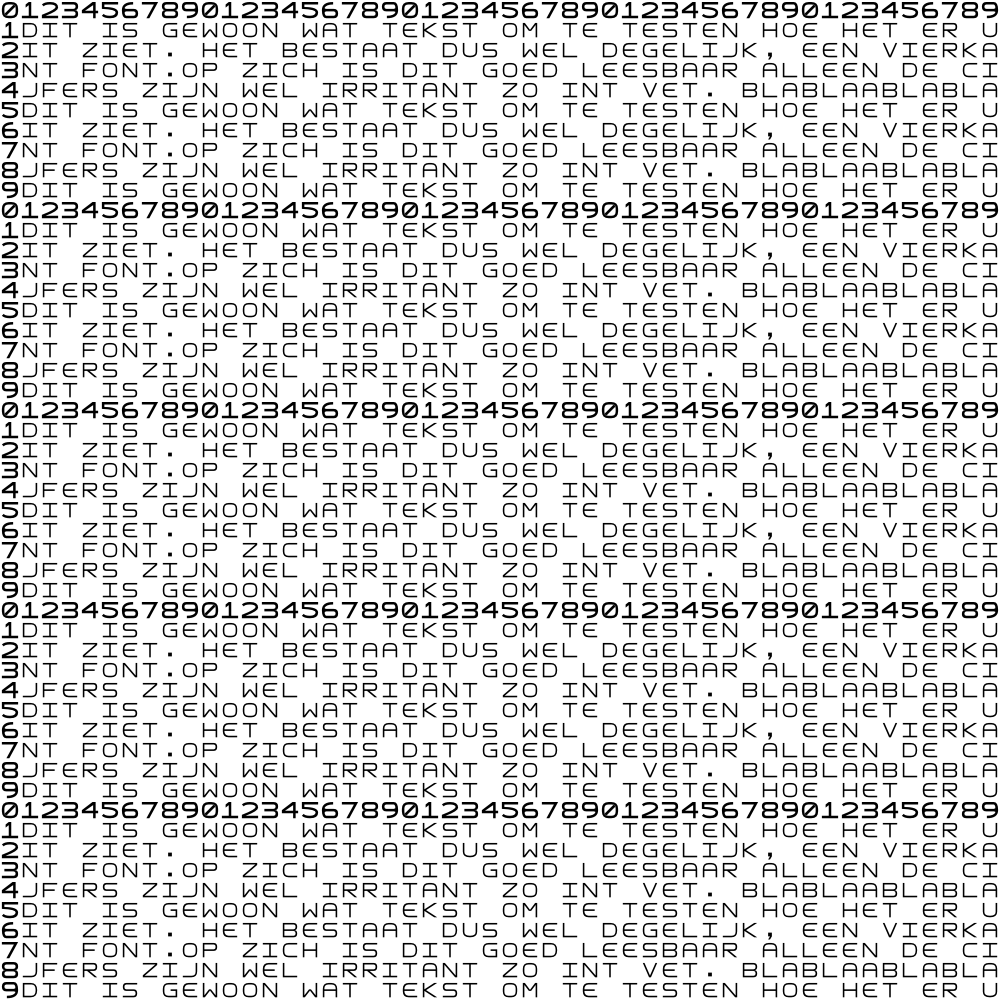 01234567890123456789012345678901234567890123456789
1DIT IS GEWOON WAT TEKST OM TE TESTEN HOE HET ER U
2IT ZIET. HET BESTAAT DUS WEL DEGELIJK, EEN VIERKA
3NT FONT.OP ZICH IS DIT GOED LEESBAAR ALLEEN DE CI
4JFERS ZIJN WEL IRRITANT ZO INT VET. BLABLAABLABLA
5DIT IS GEWOON WAT TEKST OM TE TESTEN HOE HET ER U
6IT ZIET. HET BESTAAT DUS WEL DEGELIJK, EEN VIERKA
7NT FONT.OP ZICH IS DIT GOED LEESBAAR ALLEEN DE CI
8JFERS ZIJN WEL IRRITANT ZO INT VET. BLABLAABLABLA
9DIT IS GEWOON WAT TEKST OM TE TESTEN HOE HET ER U
01234567890123456789012345678901234567890123456789
1DIT IS GEWOON WAT TEKST OM TE TESTEN HOE HET ER U
2IT ZIET. HET BESTAAT DUS WEL DEGELIJK, EEN VIERKA
3NT FONT.OP ZICH IS DIT GOED LEESBAAR ALLEEN DE CI
4JFERS ZIJN WEL IRRITANT ZO INT VET. BLABLAABLABLA
5DIT IS GEWOON WAT TEKST OM TE TESTEN HOE HET ER U
6IT ZIET. HET BESTAAT DUS WEL DEGELIJK, EEN VIERKA
7NT FONT.OP ZICH IS DIT GOED LEESBAAR ALLEEN DE CI
8JFERS ZIJN WEL IRRITANT ZO INT VET. BLABLAABLABLA
9DIT IS GEWOON WAT TEKST OM TE TESTEN HOE HET ER U
01234567890123456789012345678901234567890123456789
1DIT IS GEWOON WAT TEKST OM TE TESTEN HOE HET ER U
2IT ZIET. HET BESTAAT DUS WEL DEGELIJK, EEN VIERKA
3NT FONT.OP ZICH IS DIT GOED LEESBAAR ALLEEN DE CI
4JFERS ZIJN WEL IRRITANT ZO INT VET. BLABLAABLABLA
5DIT IS GEWOON WAT TEKST OM TE TESTEN HOE HET ER U
6IT ZIET. HET BESTAAT DUS WEL DEGELIJK, EEN VIERKA
7NT FONT.OP ZICH IS DIT GOED LEESBAAR ALLEEN DE CI
8JFERS ZIJN WEL IRRITANT ZO INT VET. BLABLAABLABLA
9DIT IS GEWOON WAT TEKST OM TE TESTEN HOE HET ER U
01234567890123456789012345678901234567890123456789
1DIT IS GEWOON WAT TEKST OM TE TESTEN HOE HET ER U
2IT ZIET. HET BESTAAT DUS WEL DEGELIJK, EEN VIERKA
3NT FONT.OP ZICH IS DIT GOED LEESBAAR ALLEEN DE CI
4JFERS ZIJN WEL IRRITANT ZO INT VET. BLABLAABLABLA
5DIT IS GEWOON WAT TEKST OM TE TESTEN HOE HET ER U
6IT ZIET. HET BESTAAT DUS WEL DEGELIJK, EEN VIERKA
7NT FONT.OP ZICH IS DIT GOED LEESBAAR ALLEEN DE CI
8JFERS ZIJN WEL IRRITANT ZO INT VET. BLABLAABLABLA
9DIT IS GEWOON WAT TEKST OM TE TESTEN HOE HET ER U
01234567890123456789012345678901234567890123456789
1DIT IS GEWOON WAT TEKST OM TE TESTEN HOE HET ER U
2IT ZIET. HET BESTAAT DUS WEL DEGELIJK, EEN VIERKA
3NT FONT.OP ZICH IS DIT GOED LEESBAAR ALLEEN DE CI
4JFERS ZIJN WEL IRRITANT ZO INT VET. BLABLAABLABLA
5DIT IS GEWOON WAT TEKST OM TE TESTEN HOE HET ER U
6IT ZIET. HET BESTAAT DUS WEL DEGELIJK, EEN VIERKA
7NT FONT.OP ZICH IS DIT GOED LEESBAAR ALLEEN DE CI
8JFERS ZIJN WEL IRRITANT ZO INT VET. BLABLAABLABLA
9DIT IS GEWOON WAT TEKST OM TE TESTEN HOE HET ER U